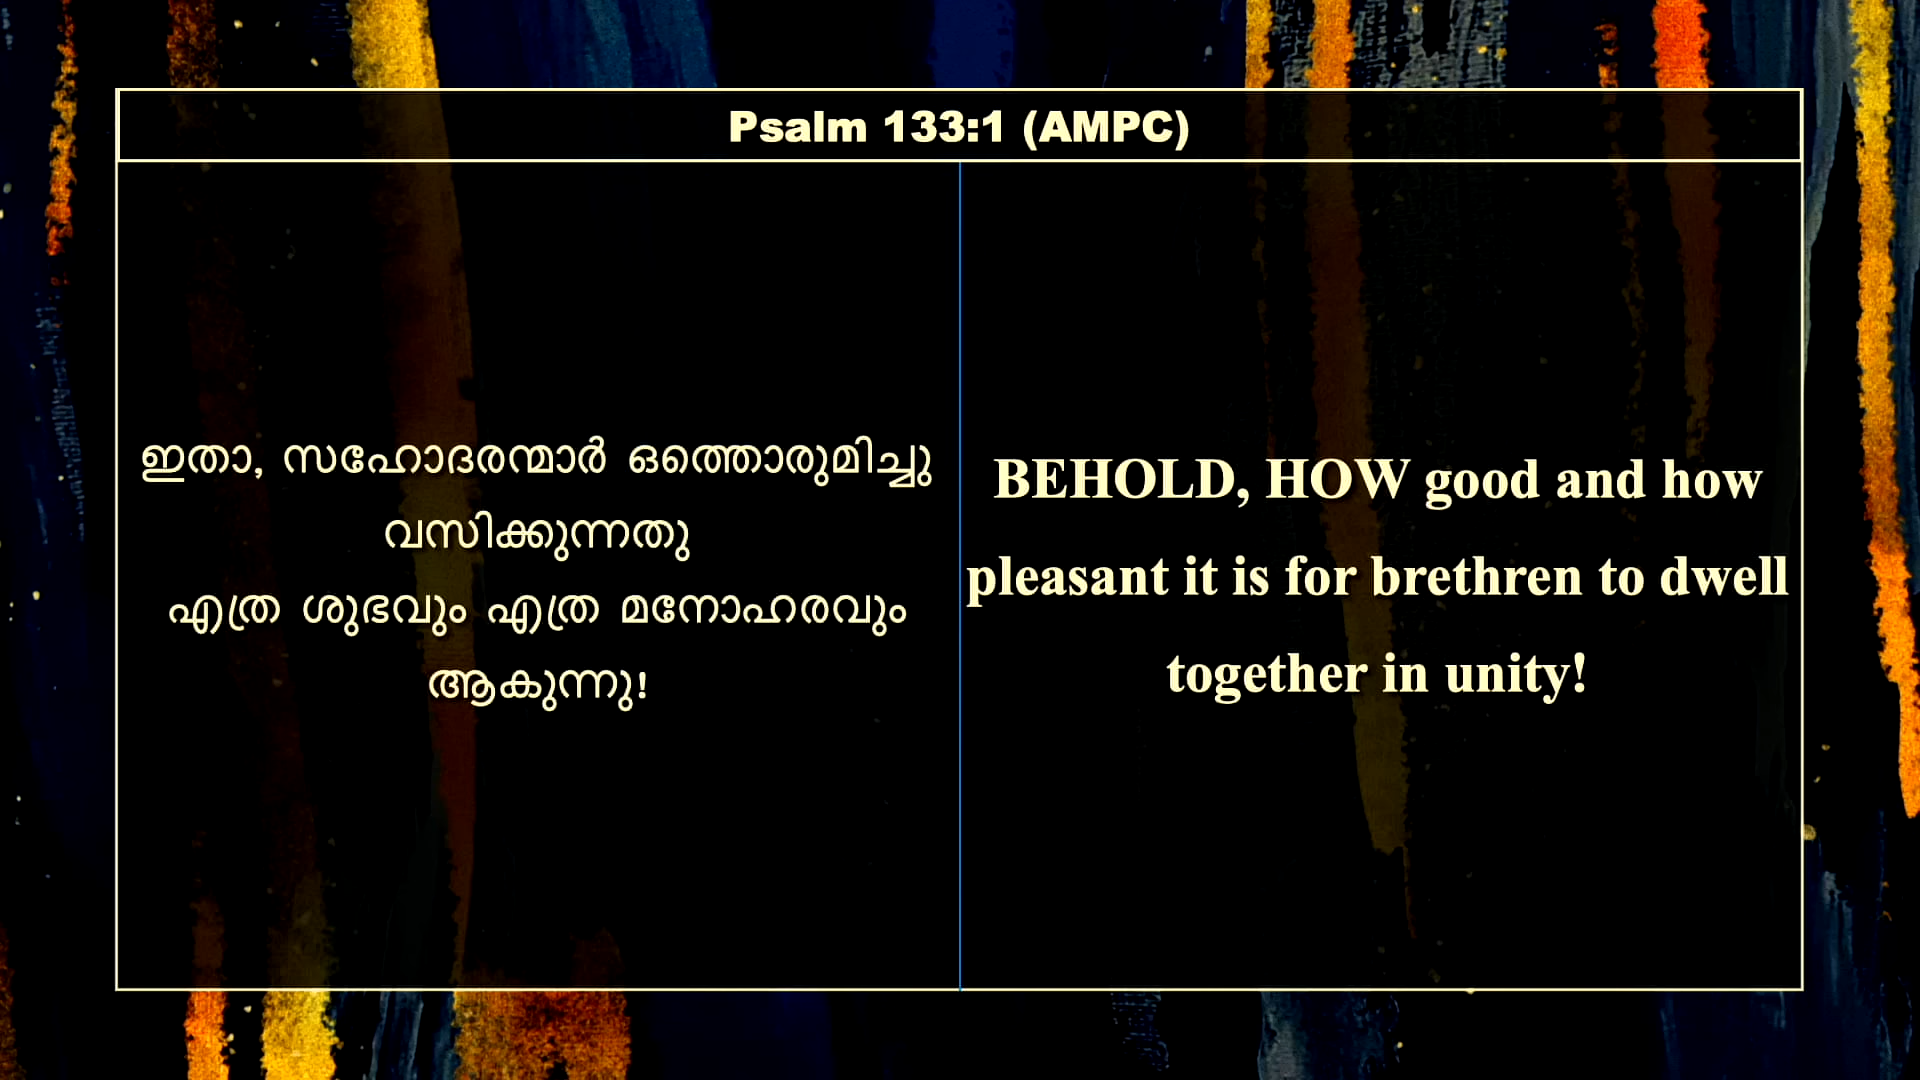 Psalm 133:1 (AMPC)
ഇതാ, സഹോദരന്മാർ ഒത്തൊരുമിച്ചു
വസിക്കുന്നതു
എത്ര ശുഭവും എത്ര മനോഹരവും
ആകുന്നു!
BEHOLD, HOW good and how
pleasant it is for brethren to dwell
together in unity!